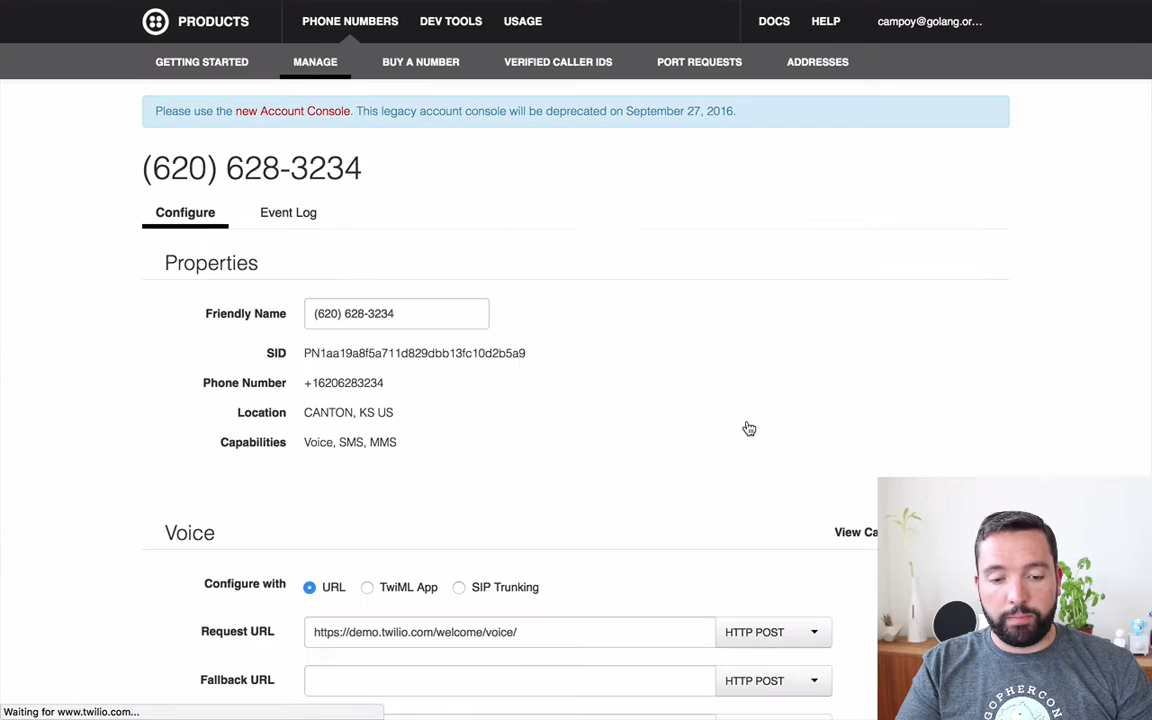 PRODUCTS PHONE NUMBERS DEV TOOLS USAGE DOCS HELP campoy@golang.or...
GETTING STARTED MANAGE BUY A NUMBER VERIFIED CALLER IDS PORT REQUESTS ADDRESSES
Please use the new Account Console. This legacy account console will be deprecated on September 27, 2016.
(620) 628-3234
Configure Event Log
Properties
Friendly Name (620) 628-3234
SID PN1aa19a8f5a711d829dbb13fc10d2b5a9
Phone Number +16206283234
Location CANTON, KS US
Capabilities Voice, SMS, MMS
Voice View Ca
Configure with URL TwiML App SIP Trunking
Request URL https://demo.twilio.com/welcome/voice/ HTTP POST
Fallback URL HTTP POST
Waiting for www.twilio.com...
GOPHERCON